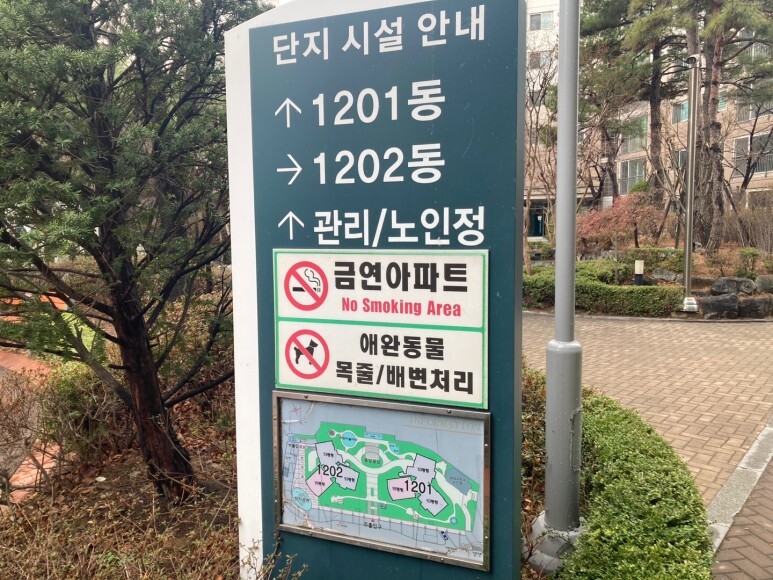 단지 시설 안내
↑ 1201동
→ 1202동
↑ 관리/노인정
금연아파트
No Smoking Area
애완동물
목줄/배변처리
1202
1201